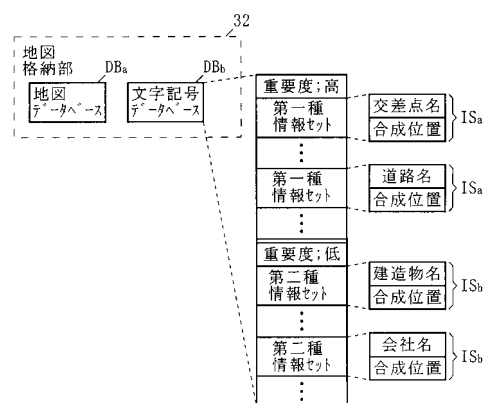 32
地図
格納部
DBa
DBb
地図
データベース
文字記号
データベース
重要度;高
第一種
情報セット
第一種
情報セット
重要度;低
第二種
情報セット
第二種
情報セット
交差点名
合成位置
ISa
道路名
合成位置
ISa
建造物名
合成位置
ISb
会社名
合成位置
ISb